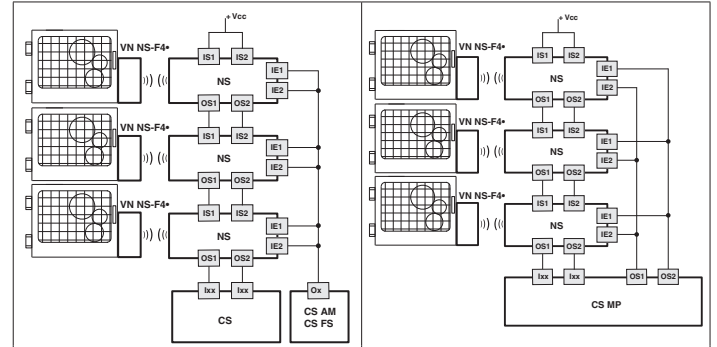 + Vcc
VN NS-F4•
IS1 IS2
IE1
NS
IE2
OS1 OS2
VN NS-F4•
IS1 IS2
IE1
NS
IE2
OS1 OS2
VN NS-F4•
IS1 IS2
IE1
NS
IE2
OS1 OS2
Ixx Ixx Ox
CS
CS AM
CS FS
+ Vcc
VN NS-F4•
IS1 IS2
IE1
NS
IE2
OS1 OS2
VN NS-F4•
IS1 IS2
IE1
NS
IE2
OS1 OS2
VN NS-F4•
IS1 IS2
IE1
NS
IE2
OS1 OS2
Ixx Ixx OS1 OS2
CS MP